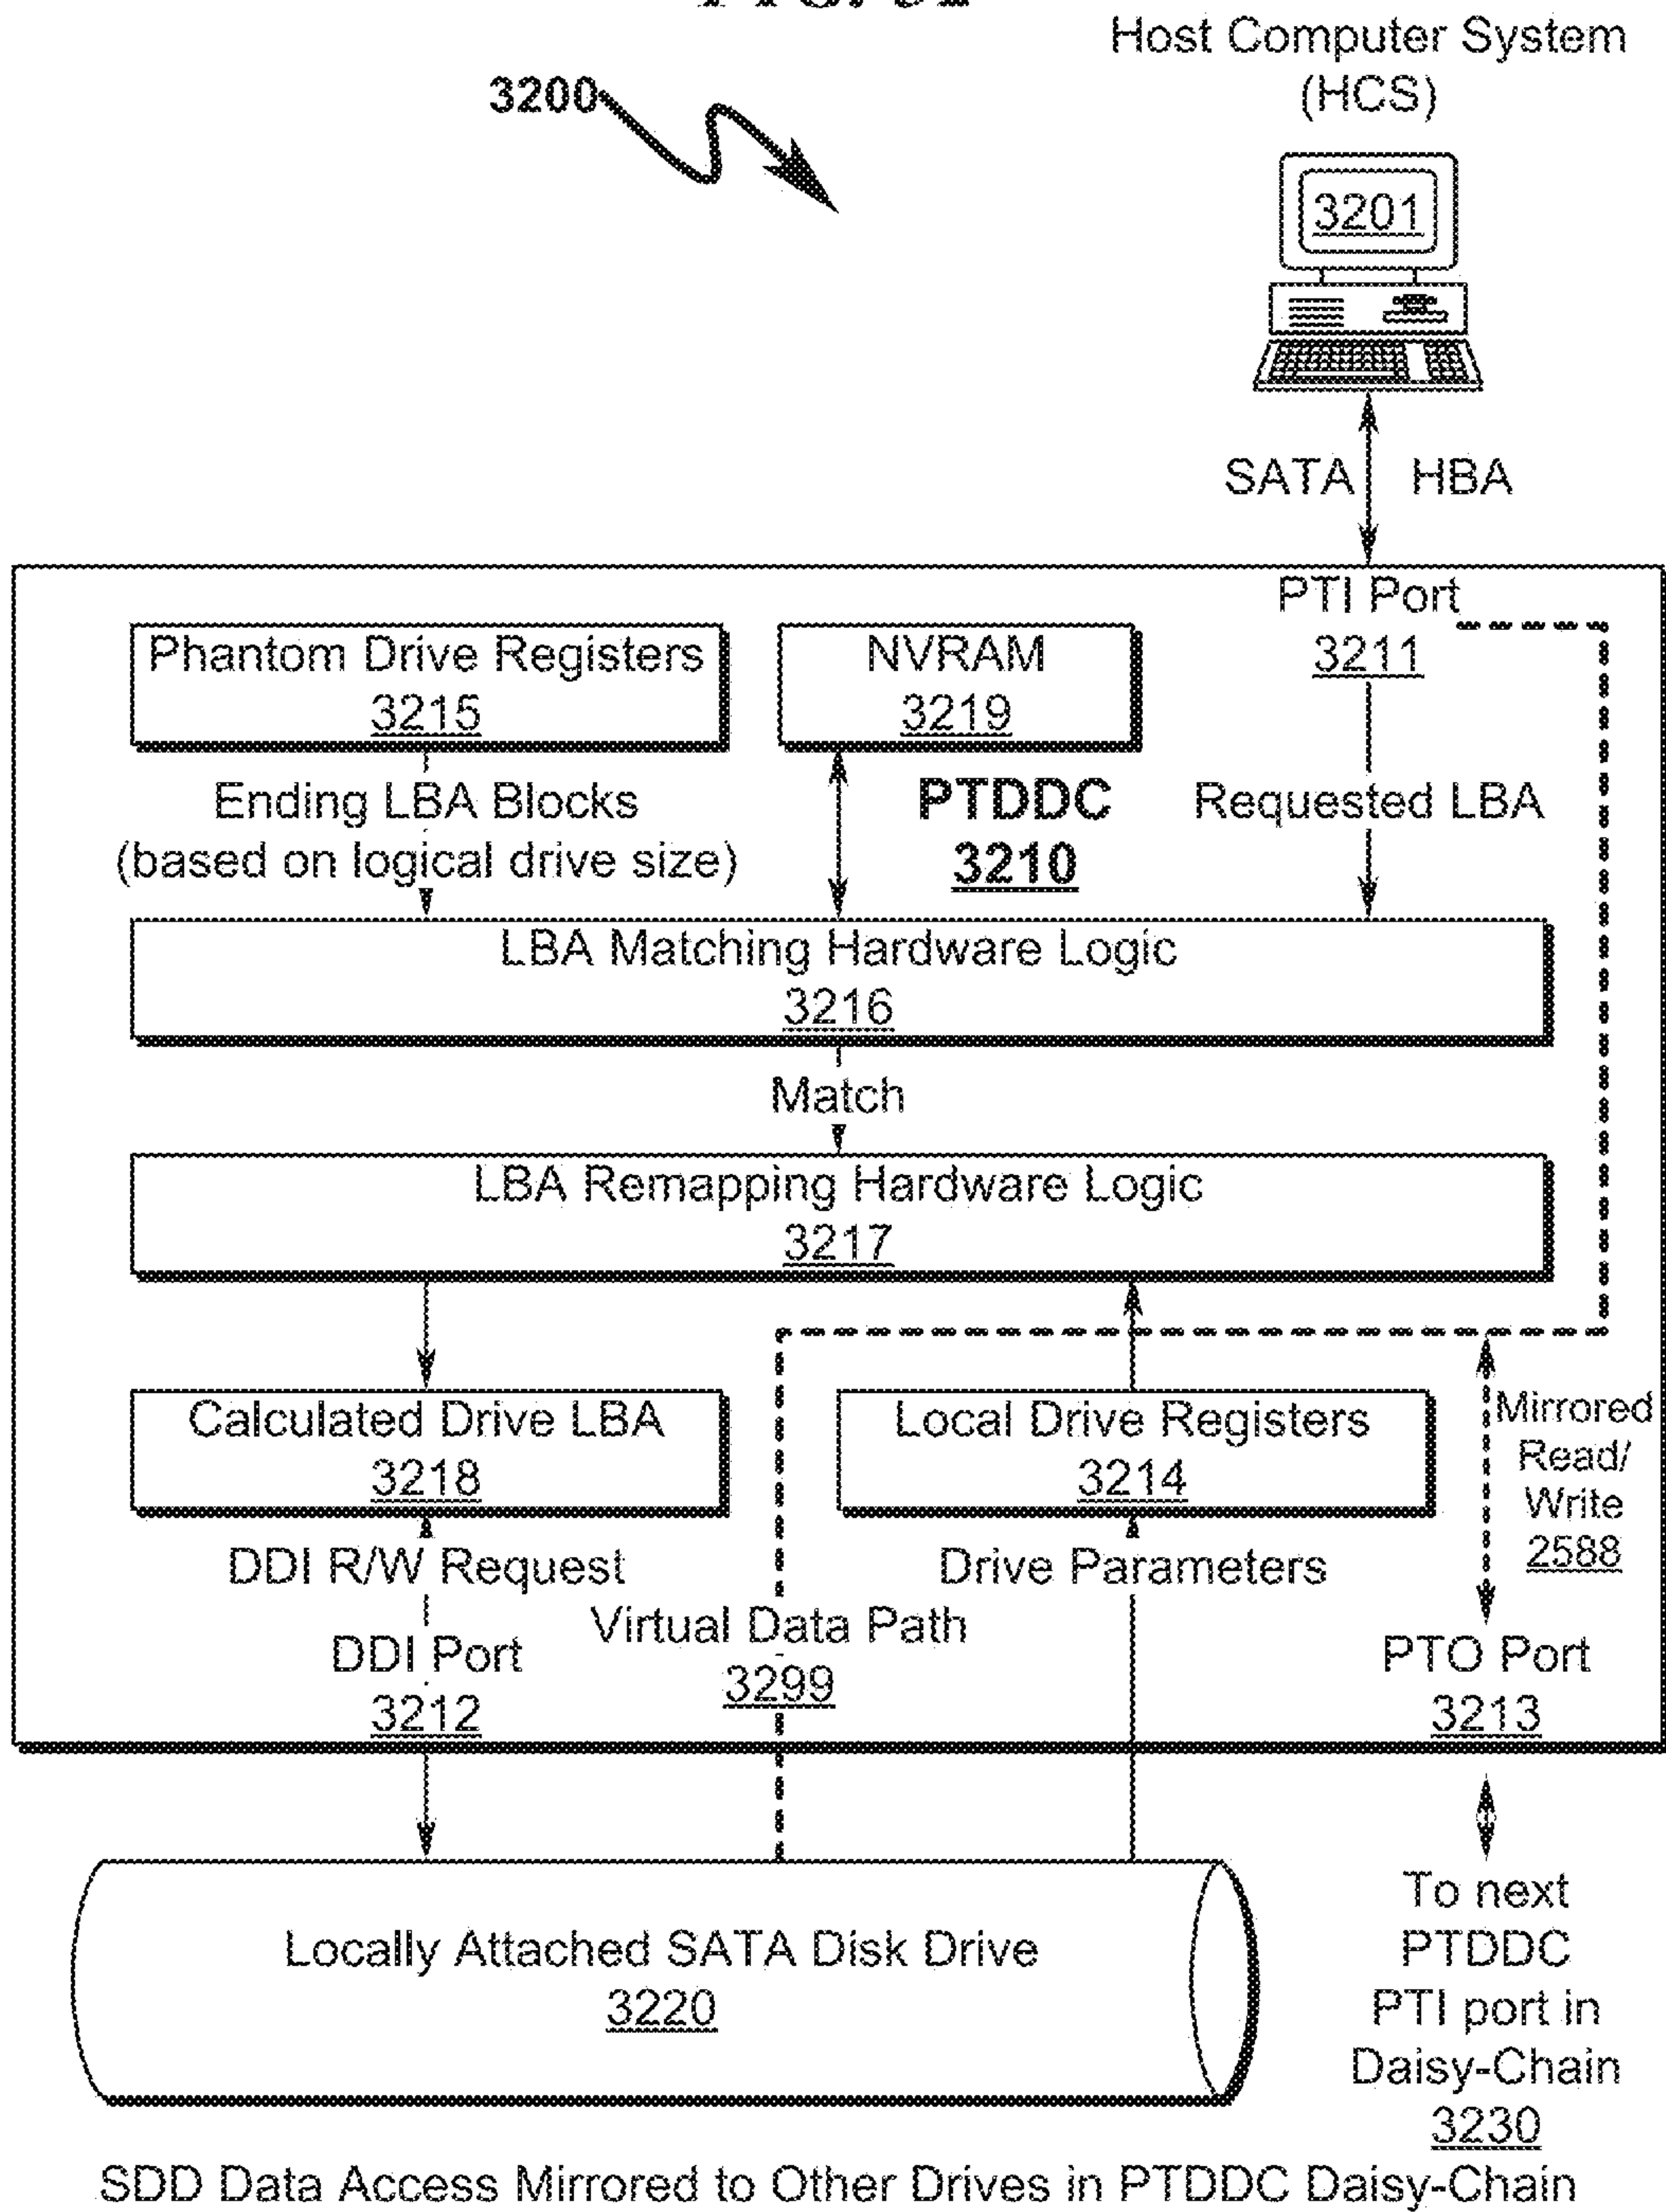 Host Computer System
(HCS)
3200
3201
SATA HBA
PTI Port
3211
Phantom Drive Registers
3215
NVRAM
3219
Ending LBA Blocks
(based on logical drive size)
PTDDC
3210
Requested LBA
LBA Matching Hardware Logic
3216
Match
LBA Remapping Hardware Logic
3217
Calculated Drive LBA
3218
Local Drive Registers
3214
Mirrored
Read/
Write
2588
DDI R/W Request
Drive Parameters
DDI Port
3212
Virtual Data Path
3299
PTO Port
3213
Locally Attached SATA Disk Drive
3220
To next
PTDDC
PTI port in
Daisy-Chain
3230
SDD Data Access Mirrored to Other Drives in PTDDC Daisy-Chain